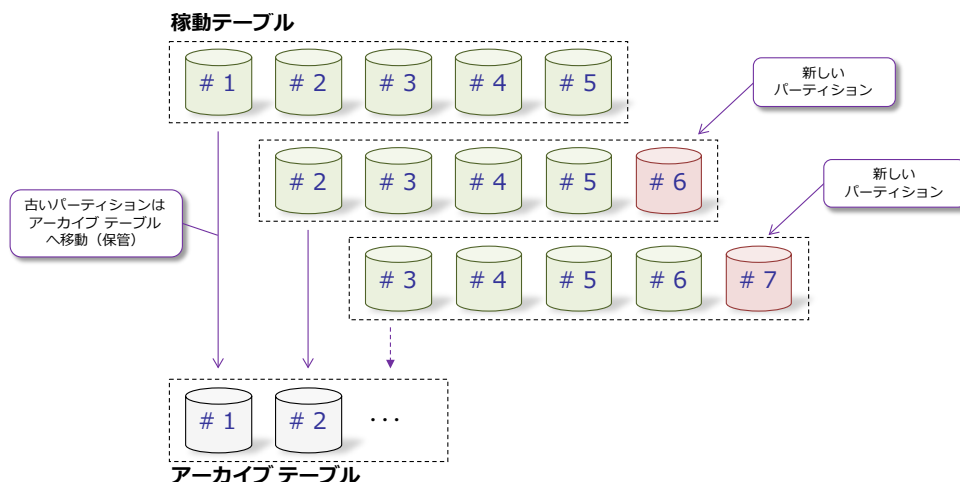 稼動テーブル
# 1
# 2
# 3
# 4
# 5
新しい
パーティション
# 2
# 3
# 4
# 5
# 6
新しい
パーティション
古いパーティションは
アーカイブ テーブル
へ移動（保管）
# 3
# 4
# 5
# 6
# 7
# 1
# 2
・・・
アーカイブ テーブル